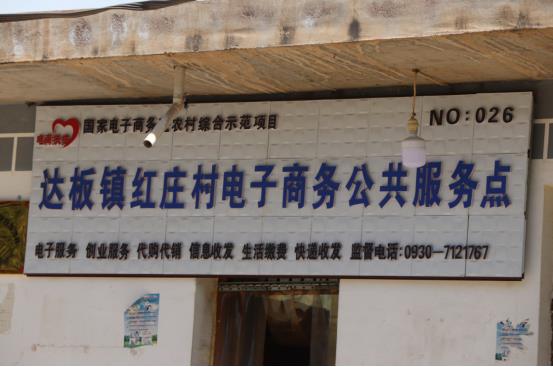 国家电子商务进农村综合示范项目 NO:026
达板镇红庄村电子商务公共服务点
电子服务 创业服务 代购代销 信息收发 生活缴费 快递收发 监督电话:0930-7121767